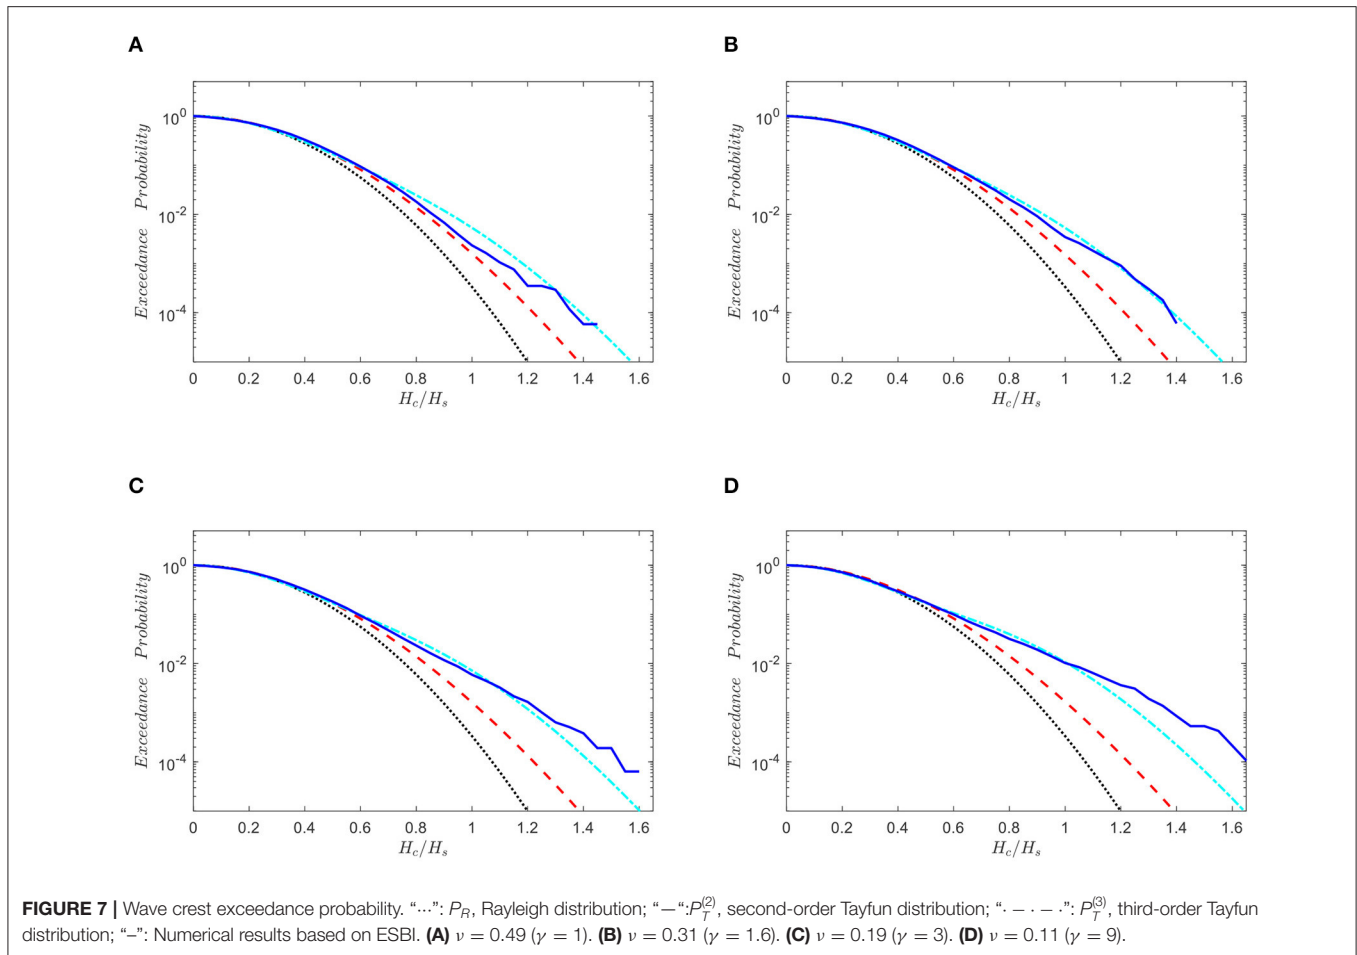 A
B
10^0
10^-2
10^-4
Exceedance Probability
0 0.2 0.4 0.6 0.8 1 1.2 1.4 1.6
H_c/H_s
10^0
10^-2
10^-4
Exceedance Probability
0 0.2 0.4 0.6 0.8 1 1.2 1.4 1.6
H_c/H_s
C
D
10^0
10^-2
10^-4
Exceedance Probability
0 0.2 0.4 0.6 0.8 1 1.2 1.4 1.6
H_c/H_s
10^0
10^-2
10^-4
Exceedance Probability
0 0.2 0.4 0.6 0.8 1 1.2 1.4 1.6
H_c/H_s
FIGURE 7 | Wave crest exceedance probability. “···”: P_R, Rayleigh distribution; “—“:P_T^(2), second-order Tayfun distribution; “· – · – ·”: P_T^(3), third-order Tayfun
distribution; “–”: Numerical results based on ESBI. (A) ν = 0.49 (γ = 1). (B) ν = 0.31 (γ = 1.6). (C) ν = 0.19 (γ = 3). (D) ν = 0.11 (γ = 9).